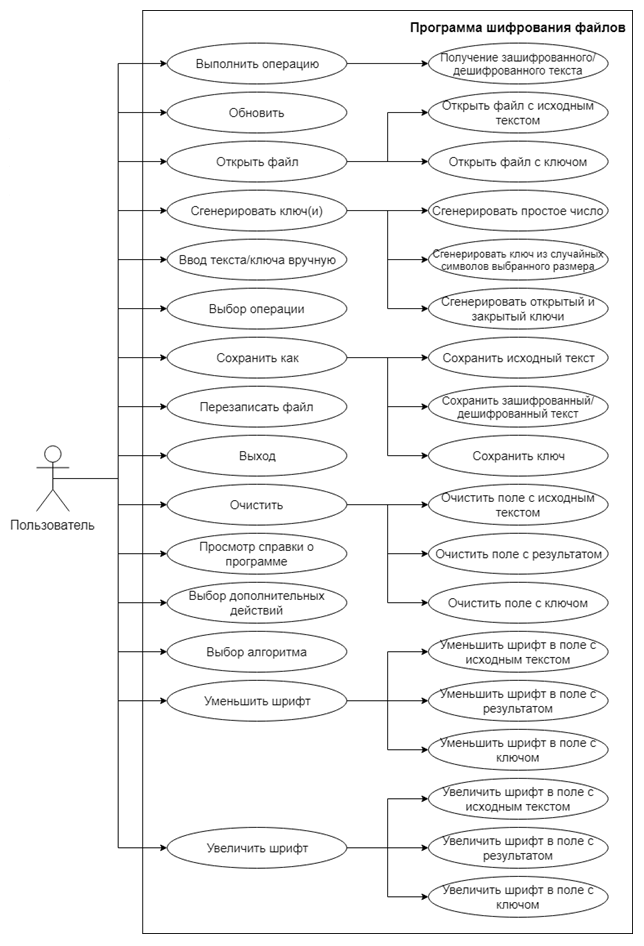 Программа шифрования файлов
Выполнить операцию
Получение зашифрованного/
дешифрованного текста
Обновить
Открыть файл с исходным
текстом
Открыть файл
Открыть файл с ключом
Сгенерировать ключ(и)
Сгенерировать простое число
Ввод текста/ключа вручную
Сгенерировать ключ из случайных
символов выбранного размера
Выбор операции
Сгенерировать открытый и
закрытый ключи
Сохранить как
Сохранить исходный текст
Перезаписать файл
Сохранить зашифрованный/
дешифрованный текст
Выход
Сохранить ключ
Пользователь
Очистить
Очистить поле с исходным
текстом
Просмотр справки о
программе
Очистить поле с результатом
Выбор дополнительных
действий
Очистить поле с ключом
Выбор алгоритма
Уменьшить шрифт в поле с
исходным текстом
Уменьшить шрифт
Уменьшить шрифт в поле с
результатом
Уменьшить шрифт в поле с
ключом
Увеличить шрифт в поле с
исходным текстом
Увеличить шрифт
Увеличить шрифт в поле с
результатом
Увеличить шрифт в поле с
ключом